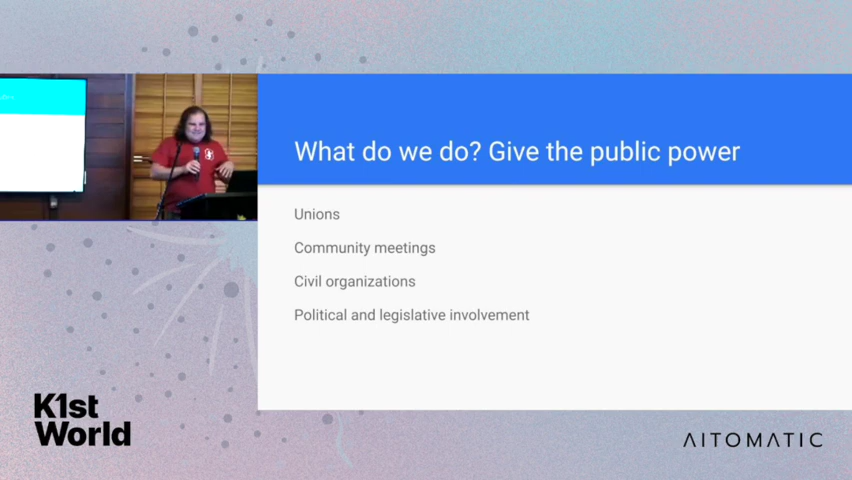 What do we do? Give the public power
Unions
Community meetings
Civil organizations
Political and legislative involvement
K1st
World
AITOMATIC